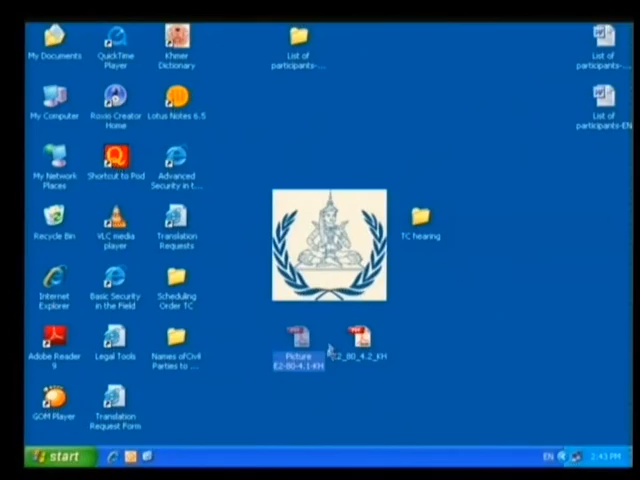 My Documents
QuickTime
Player
Khmer
Dictionary
List of
participants-...
List of
participants-...
My Computer
Roxio Creator
Home
Lotus Notes 6.5
List of
participants-EN
My Network
Places
Shortcut to Pod
Advanced
Security in t...
Recycle Bin
VLC media
player
Translation
Requests
TC hearing
Internet
Explorer
Basic Security
in the Field
Scheduling
Order TC
Adobe Reader
9
Legal Tools
Names ofCivil
Parties to ...
Picture
E2-80-4.1-KH
E2_80_4.2_KH
GOM Player
Translation
Request Form
start
EN
2:43 PM